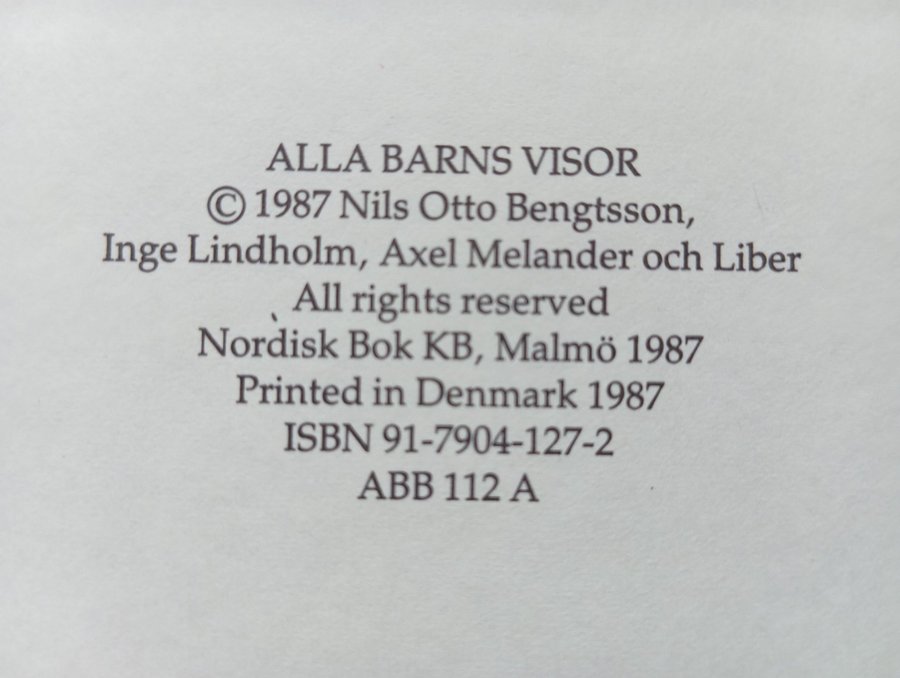 ALLA BARNS VISOR
© 1987 Nils Otto Bengtsson,
Inge Lindholm, Axel Melander och Liber
All rights reserved
Nordisk Bok KB, Malmö 1987
Printed in Denmark 1987
ISBN 91-7904-127-2
ABB 112 A